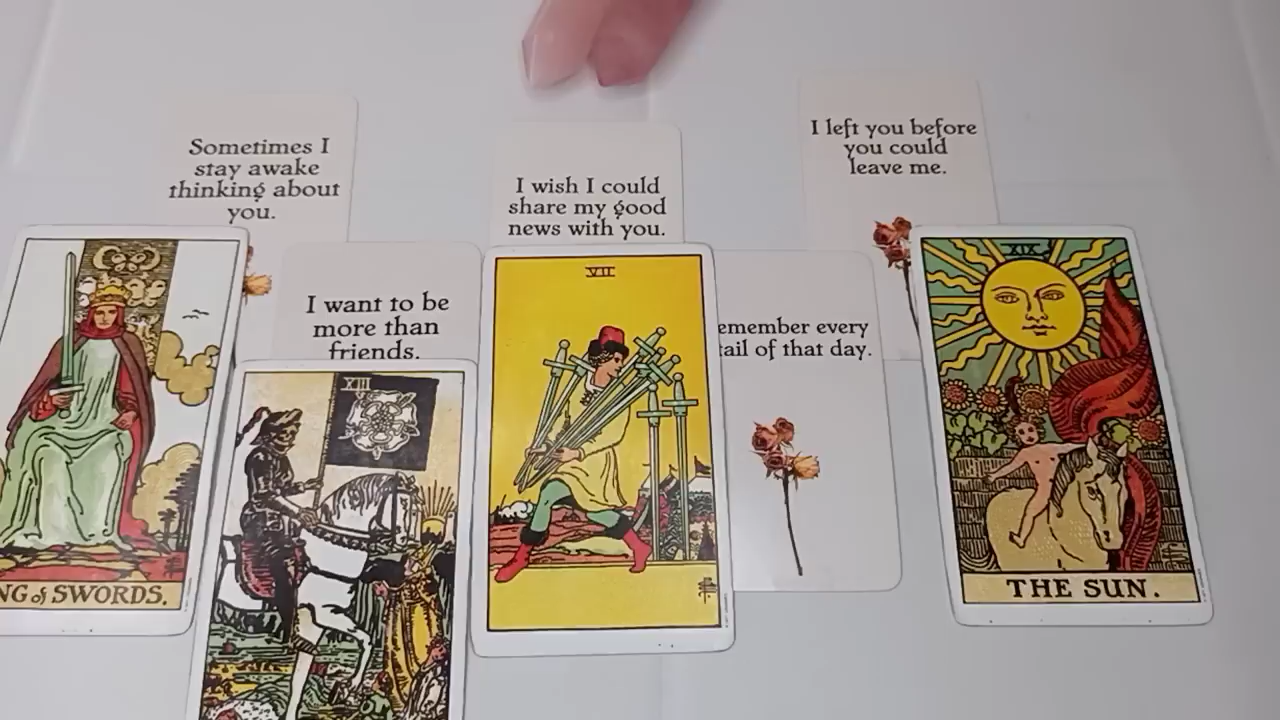 Sometimes I
stay awake
thinking about
you.
I wish I could
share my good
news with you.
I left you before
you could
leave me.
I want to be
more than
friends.
emember every
ail of that day.
XIII
VII
XIX
NG of SWORDS.
THE SUN.